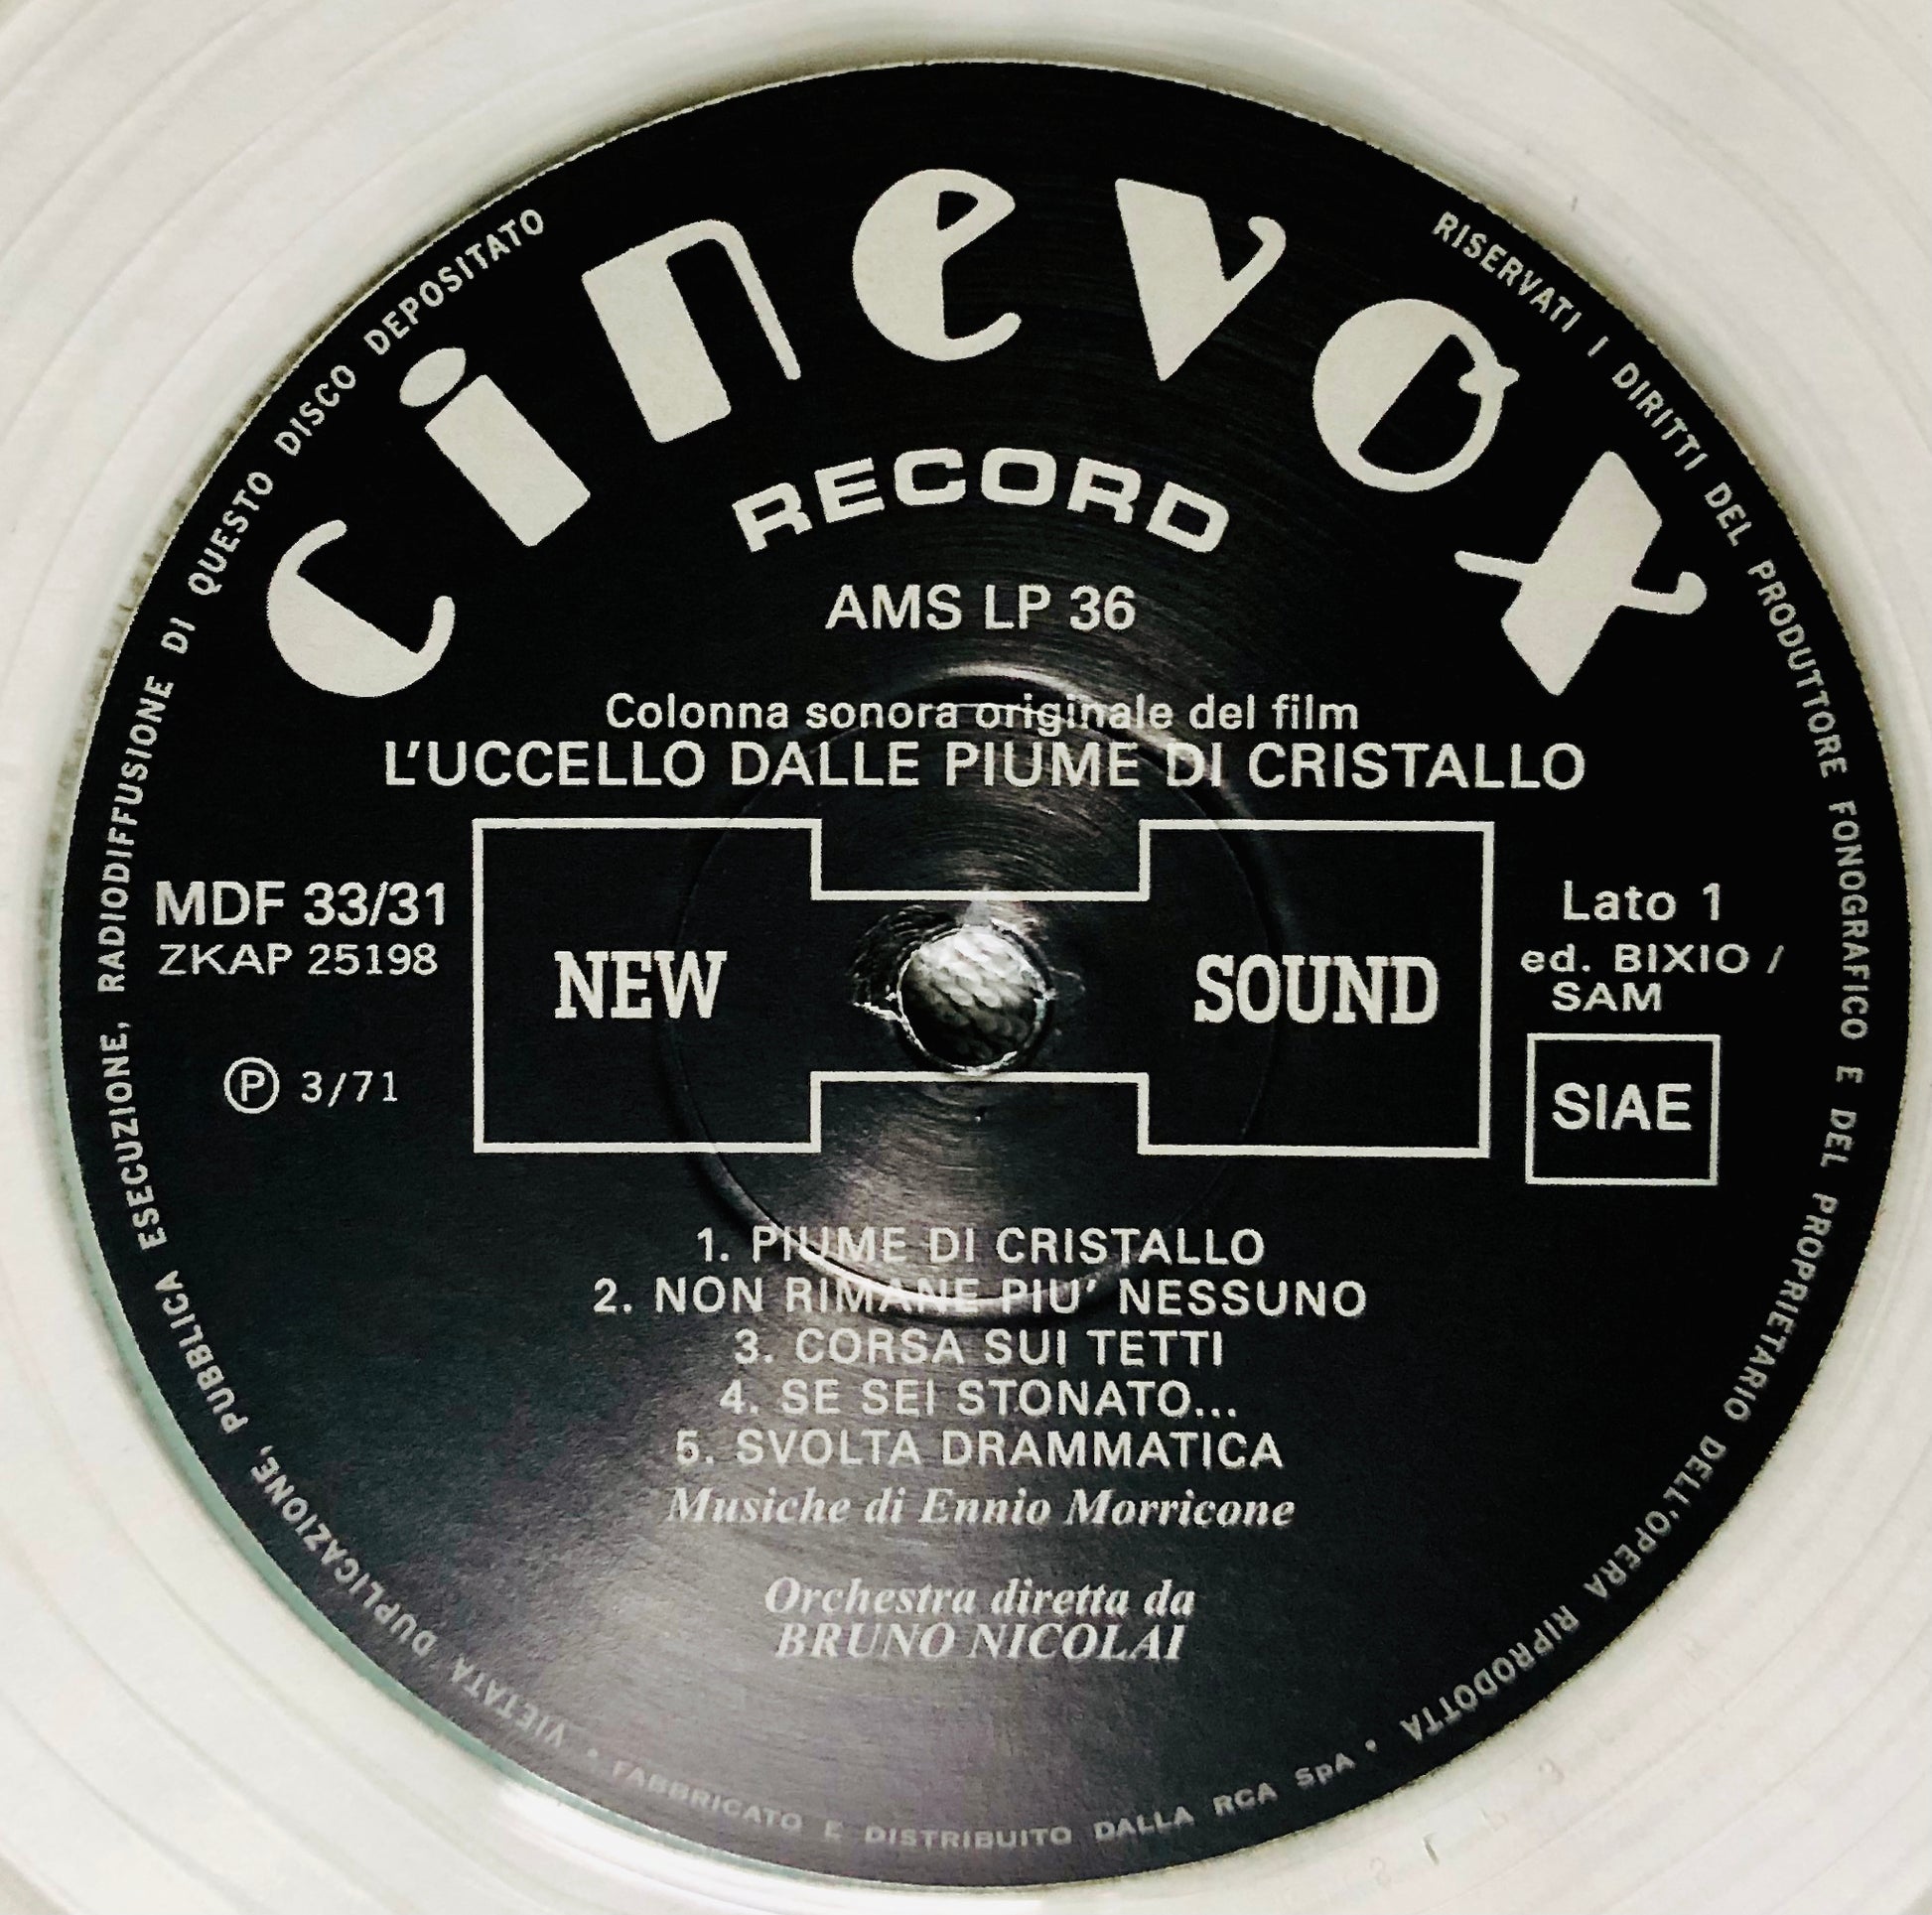 cinevox
RECORD
AMS LP 36
Colonna sonora originale del film
L'UCCELLO DALLE PIUME DI CRISTALLO
MDF 33/31
ZKAP 25198
Ⓟ 3/71
NEW
SOUND
Lato 1
ed. BIXIO /
SAM
SIAE
1. PIUME DI CRISTALLO
2. NON RIMANE PIU' NESSUNO
3. CORSA SUI TETTI
4. SE SEI STONATO...
5. SVOLTA DRAMMATICA
Musiche di Ennio Morricone
Orchestra diretta da
BRUNO NICOLAI
RISERVATI I DIRITTI DEL PRODUTTORE FONOGRAFICO E DEL PROPRIETARIO DELL'OPERA RIPRODOTTA •
FABBRICATO E DISTRIBUITO DALLA RCA SpA •
VIETATA DUPLICAZIONE, PUBBLICA ESECUZIONE, RADIODIFFUSIONE DI QUESTO DISCO DEPOSITATO